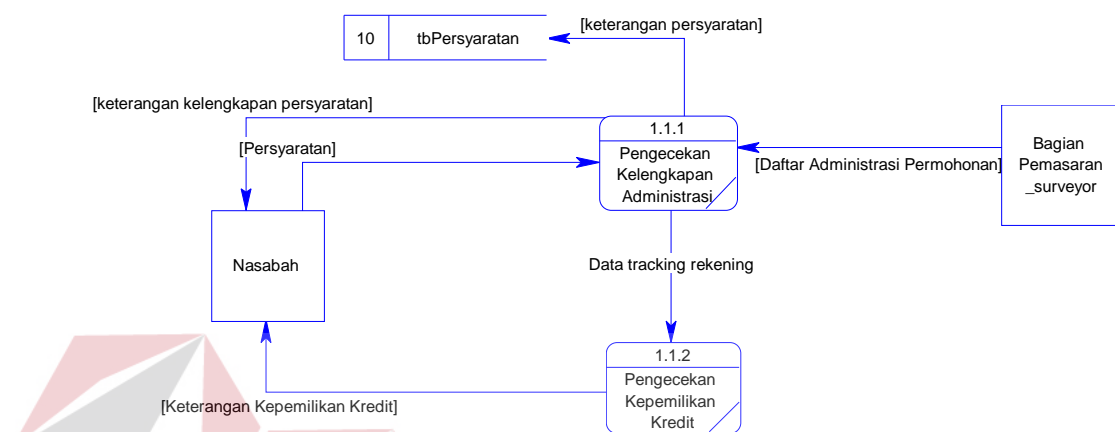 [keterangan persyaratan]
10 tbPersyaratan
[keterangan kelengkapan persyaratan]
[Persyaratan]
1.1.1
Pengecekan
Kelengkapan
Administrasi
[Daftar Administrasi Permohonan]
Bagian
Pemasaran
_surveyor
Nasabah
Data tracking rekening
1.1.2
Pengecekan
Kepemilikan
Kredit
[Keterangan Kepemilikan Kredit]